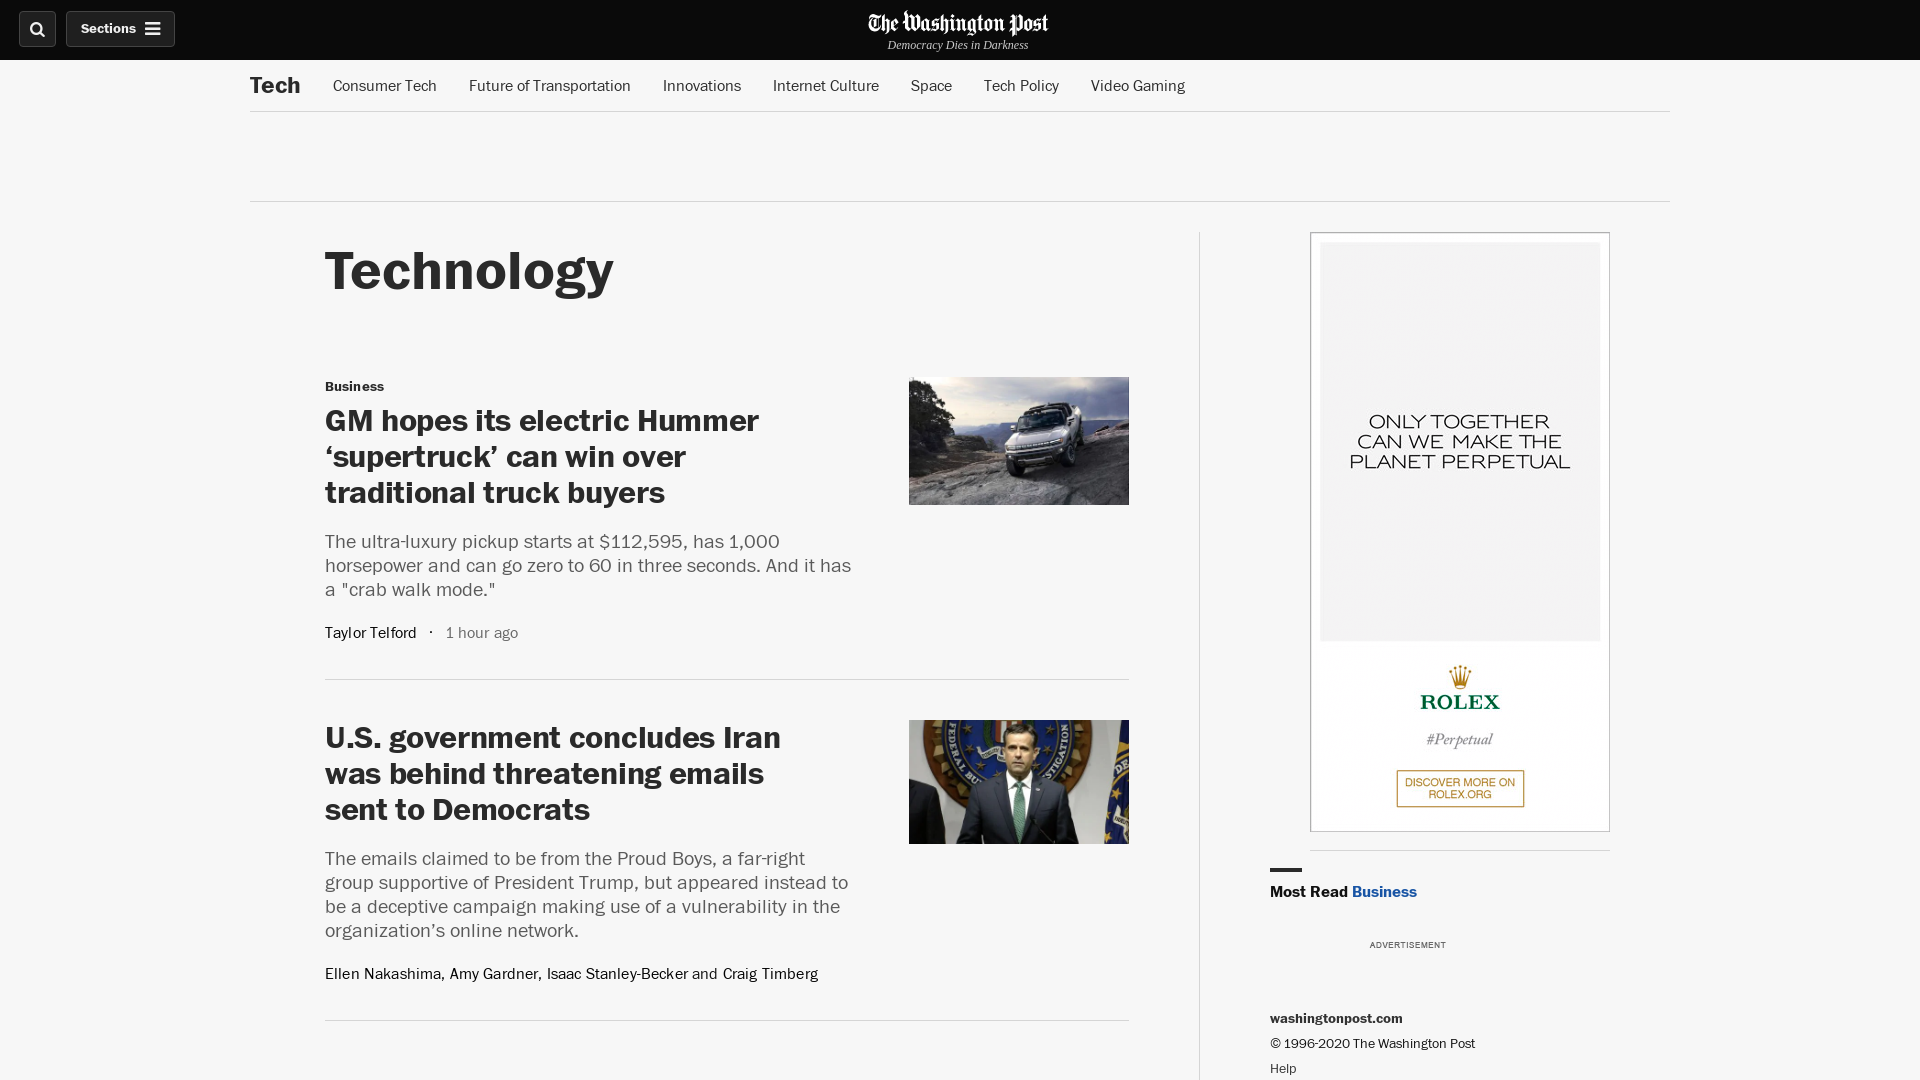 Sections
The Washington Post
Democracy Dies in Darkness
Tech Consumer Tech Future of Transportation Innovations Internet Culture Space Tech Policy Video Gaming
Technology
Business
GM hopes its electric Hummer
‘supertruck’ can win over
traditional truck buyers
The ultra-luxury pickup starts at $112,595, has 1,000
horsepower and can go zero to 60 in three seconds. And it has
a "crab walk mode."
Taylor Telford · 1 hour ago
U.S. government concludes Iran
was behind threatening emails
sent to Democrats
The emails claimed to be from the Proud Boys, a far-right
group supportive of President Trump, but appeared instead to
be a deceptive campaign making use of a vulnerability in the
organization’s online network.
Ellen Nakashima, Amy Gardner, Isaac Stanley-Becker and Craig Timberg
ONLY TOGETHER
CAN WE MAKE THE
PLANET PERPETUAL
ROLEX
#Perpetual
DISCOVER MORE ON
ROLEX.ORG
Most Read Business
ADVERTISEMENT
washingtonpost.com
© 1996-2020 The Washington Post
Help